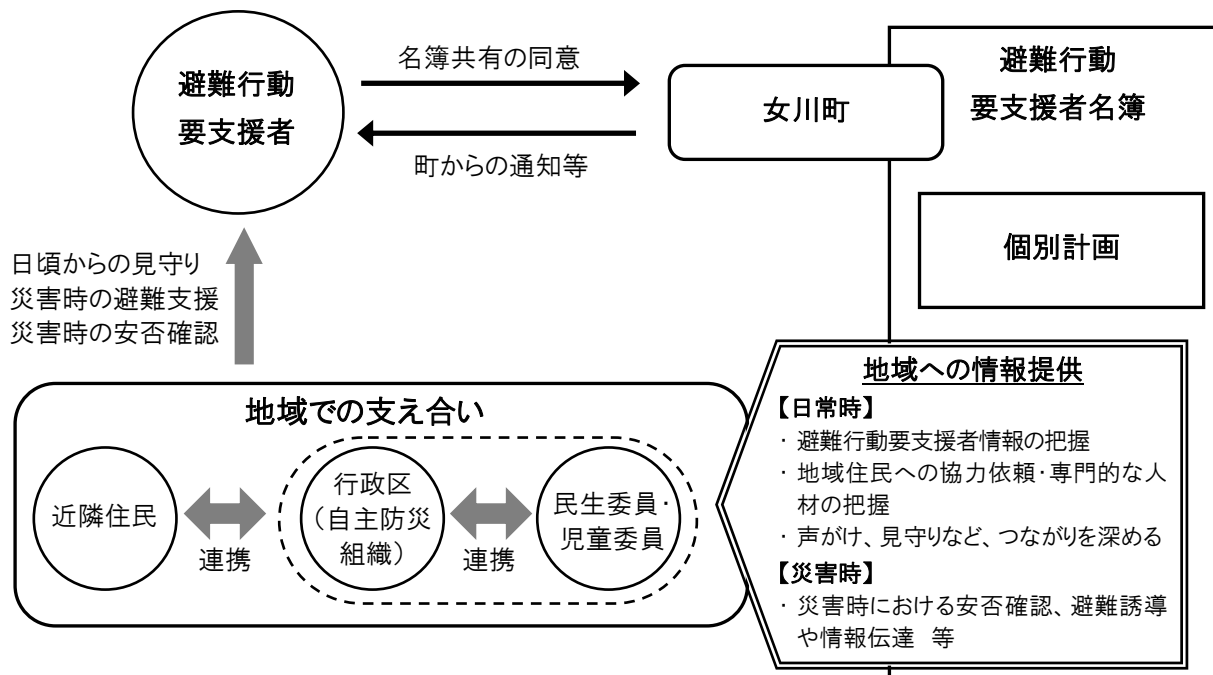 避難行動
要支援者
名簿共有の同意
町からの通知等
女川町
避難行動
要支援者名簿
個別計画
日頃からの見守り
災害時の避難支援
災害時の安否確認
地域での支え合い
近隣住民
連携
行政区
（自主防災
組織）
連携
民生委員・
児童委員
地域への情報提供
【日常時】
・避難行動要支援者情報の把握
・地域住民への協力依頼・専門的な人
材の把握
・声がけ、見守りなど、つながりを深める
【災害時】
・災害時における安否確認、避難誘導
や情報伝達　等